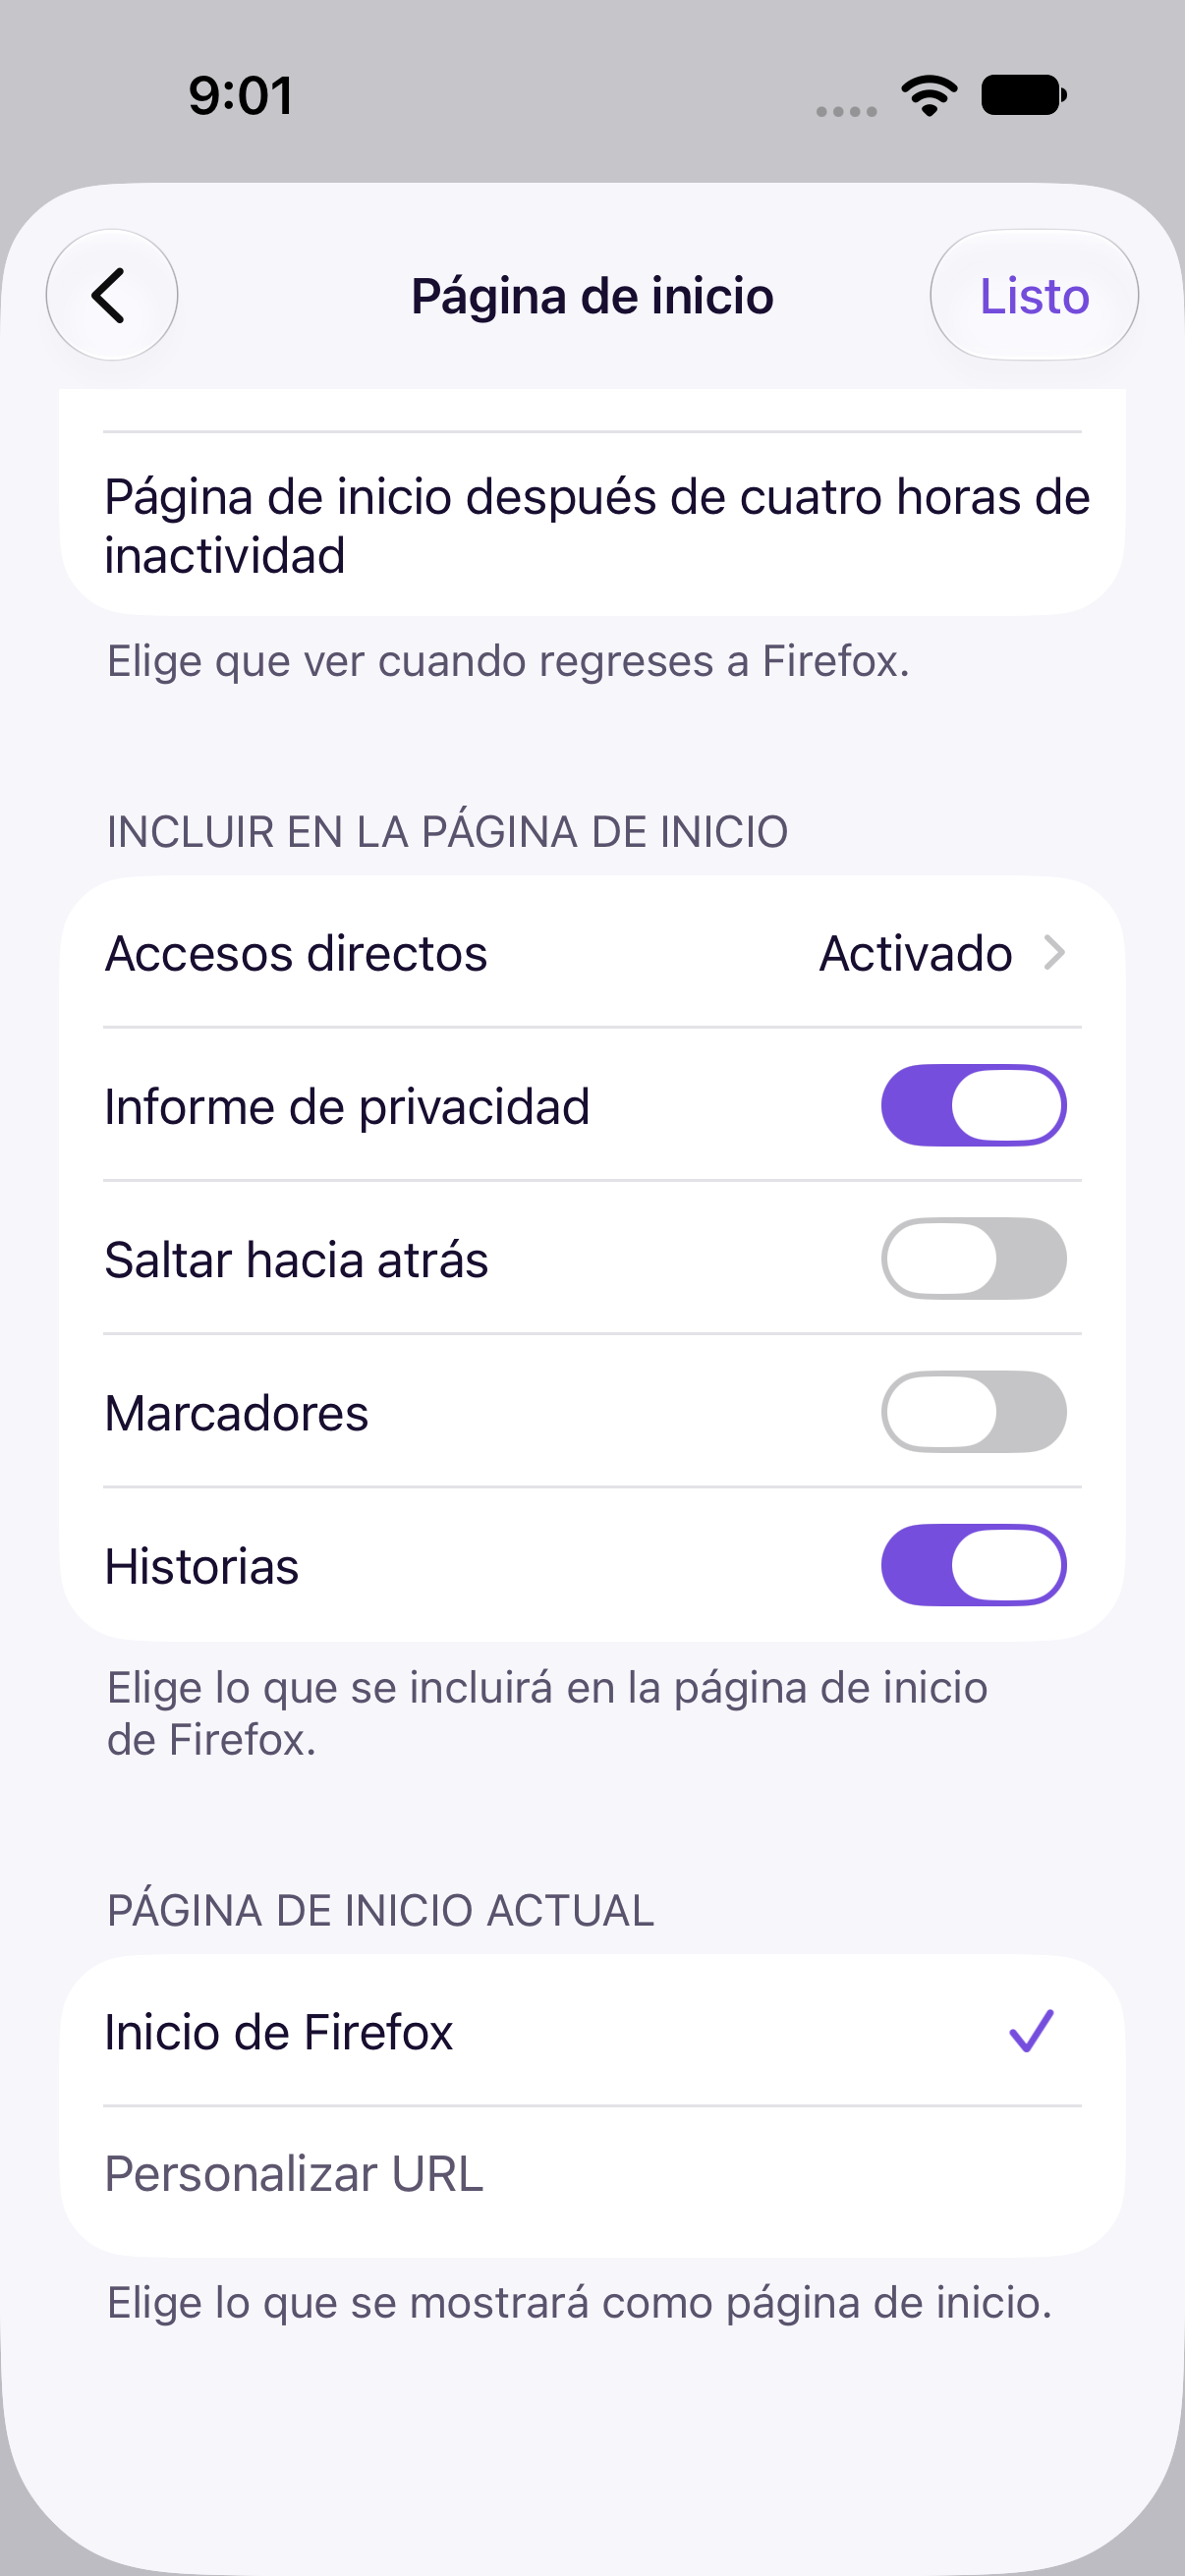 9:01
Página de inicio
Listo
Página de inicio después de cuatro horas de
inactividad
Elige que ver cuando regreses a Firefox.
INCLUIR EN LA PÁGINA DE INICIO
Accesos directos Activado
Informe de privacidad
Saltar hacia atrás
Marcadores
Historias
Elige lo que se incluirá en la página de inicio
de Firefox.
PÁGINA DE INICIO ACTUAL
Inicio de Firefox
Personalizar URL
Elige lo que se mostrará como página de inicio.